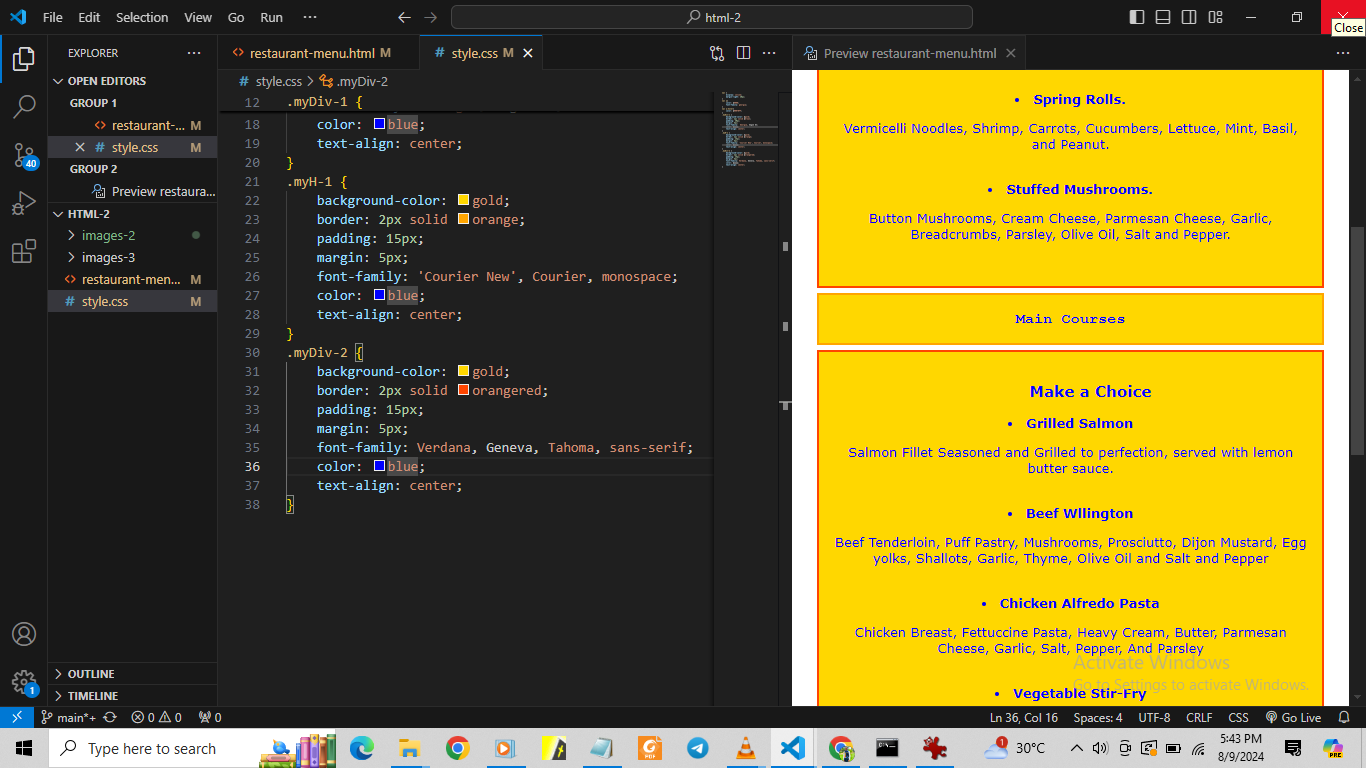 File Edit Selection View Go Run ··· html-2
Close
EXPLORER
OPEN EDITORS
GROUP 1
restaurant-... M
style.css M
GROUP 2
Preview restaura...
HTML-2
images-2
images-3
restaurant-men... M
style.css M
OUTLINE
TIMELINE
40
1
restaurant-menu.html M
style.css M
style.css > .myDiv-2
12 .myDiv-1 {
18 color: blue;
19 text-align: center;
20 }
21 .myH-1 {
22 background-color: gold;
23 border: 2px solid orange;
24 padding: 15px;
25 margin: 5px;
26 font-family: 'Courier New', Courier, monospace;
27 color: blue;
28 text-align: center;
29 }
30 .myDiv-2 {
31 background-color: gold;
32 border: 2px solid orangered;
33 padding: 15px;
34 margin: 5px;
35 font-family: Verdana, Geneva, Tahoma, sans-serif;
36 color: blue;
37 text-align: center;
38 }
Preview restaurant-menu.html
• Spring Rolls.
Vermicelli Noodles, Shrimp, Carrots, Cucumbers, Lettuce, Mint, Basil,
and Peanut.
• Stuffed Mushrooms.
Button Mushrooms, Cream Cheese, Parmesan Cheese, Garlic,
Breadcrumbs, Parsley, Olive Oil, Salt and Pepper.
Main Courses
Make a Choice
• Grilled Salmon
Salmon Fillet Seasoned and Grilled to perfection, served with lemon
butter sauce.
• Beef Wllington
Beef Tenderloin, Puff Pastry, Mushrooms, Prosciutto, Dijon Mustard, Egg
yolks, Shallots, Garlic, Thyme, Olive Oil and Salt and Pepper
• Chicken Alfredo Pasta
Chicken Breast, Fettuccine Pasta, Heavy Cream, Butter, Parmesan
Cheese, Garlic, Salt, Pepper, And Parsley
• Vegetable Stir-Fry
Activate Windows
Go to Settings to activate Windows.
main*+ 0 0 0
Ln 36, Col 16 Spaces: 4 UTF-8 CRLF CSS Go Live
Type here to search
PDF
1 30°C
5:43 PM
8/9/2024
PRE